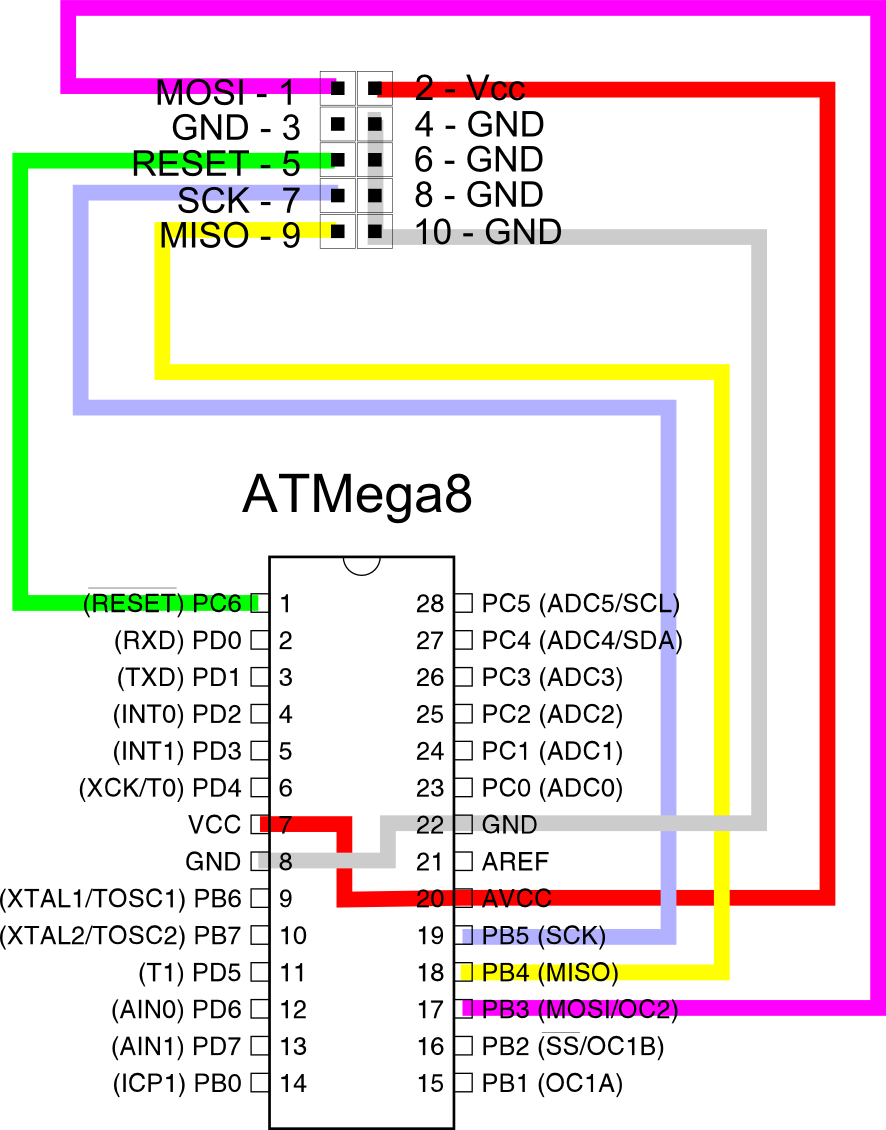 MOSI - 1 2 - Vcc
GND - 3 4 - GND
RESET - 5 6 - GND
SCK - 7 8 - GND
MISO - 9 10 - GND
ATMega8
(RESET) PC6 1 28 PC5 (ADC5/SCL)
(RXD) PD0 2 27 PC4 (ADC4/SDA)
(TXD) PD1 3 26 PC3 (ADC3)
(INT0) PD2 4 25 PC2 (ADC2)
(INT1) PD3 5 24 PC1 (ADC1)
(XCK/T0) PD4 6 23 PC0 (ADC0)
VCC 7 22 GND
GND 8 21 AREF
(XTAL1/TOSC1) PB6 9 20 AVCC
(XTAL2/TOSC2) PB7 10 19 PB5 (SCK)
(T1) PD5 11 18 PB4 (MISO)
(AIN0) PD6 12 17 PB3 (MOSI/OC2)
(AIN1) PD7 13 16 PB2 (SS/OC1B)
(ICP1) PB0 14 15 PB1 (OC1A)